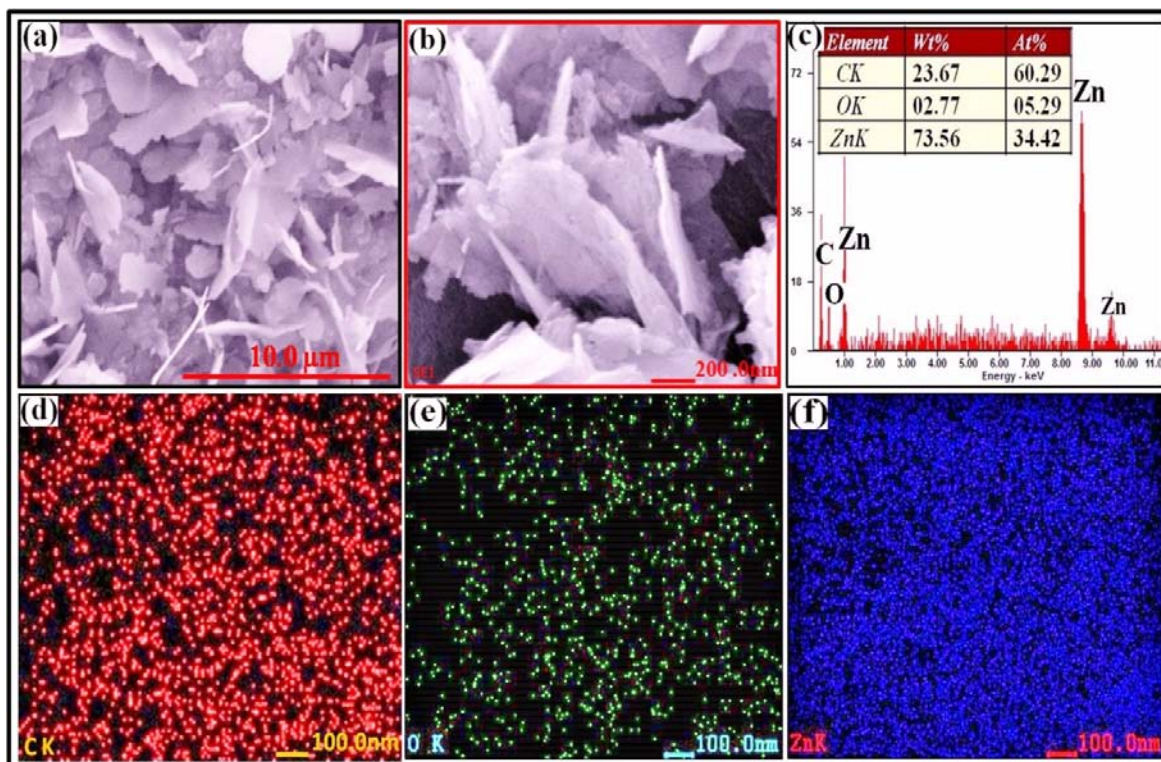 (a)
10.0 µm
(b)
200.0nm
(c)
Element Wt% At%
CK 23.67 60.29
OK 02.77 05.29
ZnK 73.56 34.42
72
54
36
18
0
C
O
Zn
Zn
Zn
1.00 2.00 3.00 4.00 5.00 6.00 7.00 8.00 9.00 10.00 11.0
Energy - keV
(d)
C K
100.0nm
(e)
O K
100.0nm
(f)
ZnK
100.0nm